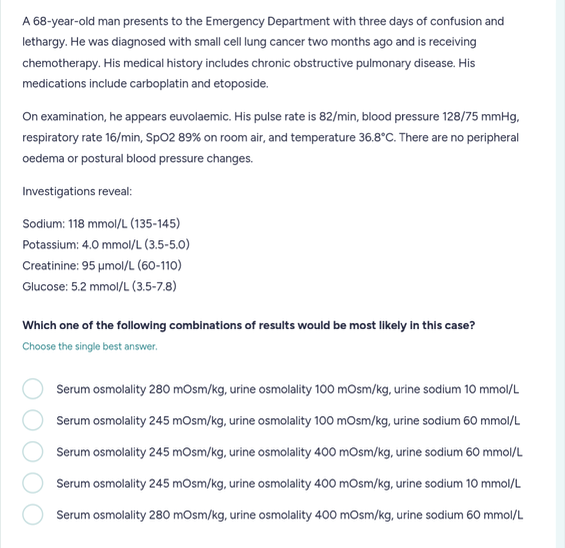 A 68-year-old man presents to the Emergency Department with three days of confusion and
lethargy. He was diagnosed with small cell lung cancer two months ago and is receiving
chemotherapy. His medical history includes chronic obstructive pulmonary disease. His
medications include carboplatin and etoposide.
On examination, he appears euvolaemic. His pulse rate is 82/min, blood pressure 128/75 mmHg,
respiratory rate 16/min, SpO2 89% on room air, and temperature 36.8°C. There are no peripheral
oedema or postural blood pressure changes.
Investigations reveal:
Sodium: 118 mmol/L (135-145)
Potassium: 4.0 mmol/L (3.5-5.0)
Creatinine: 95 µmol/L (60-110)
Glucose: 5.2 mmol/L (3.5-7.8)
Which one of the following combinations of results would be most likely in this case?
Choose the single best answer.
Serum osmolality 280 mOsm/kg, urine osmolality 100 mOsm/kg, urine sodium 10 mmol/L
Serum osmolality 245 mOsm/kg, urine osmolality 100 mOsm/kg, urine sodium 60 mmol/L
Serum osmolality 245 mOsm/kg, urine osmolality 400 mOsm/kg, urine sodium 60 mmol/L
Serum osmolality 245 mOsm/kg, urine osmolality 400 mOsm/kg, urine sodium 10 mmol/L
Serum osmolality 280 mOsm/kg, urine osmolality 400 mOsm/kg, urine sodium 60 mmol/L